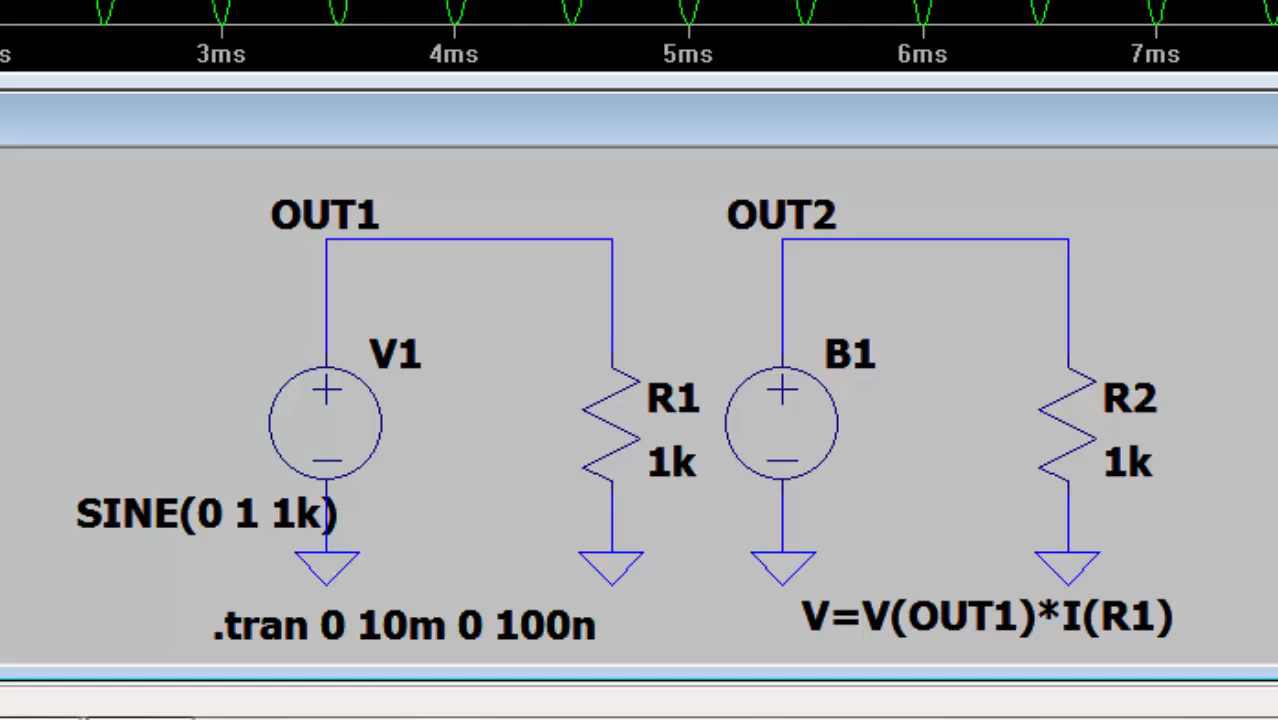 s 3ms 4ms 5ms 6ms 7ms
OUT1 OUT2
V1 B1
R1 R2
1k 1k
SINE(0 1 1k)
.tran 0 10m 0 100n V=V(OUT1)*I(R1)